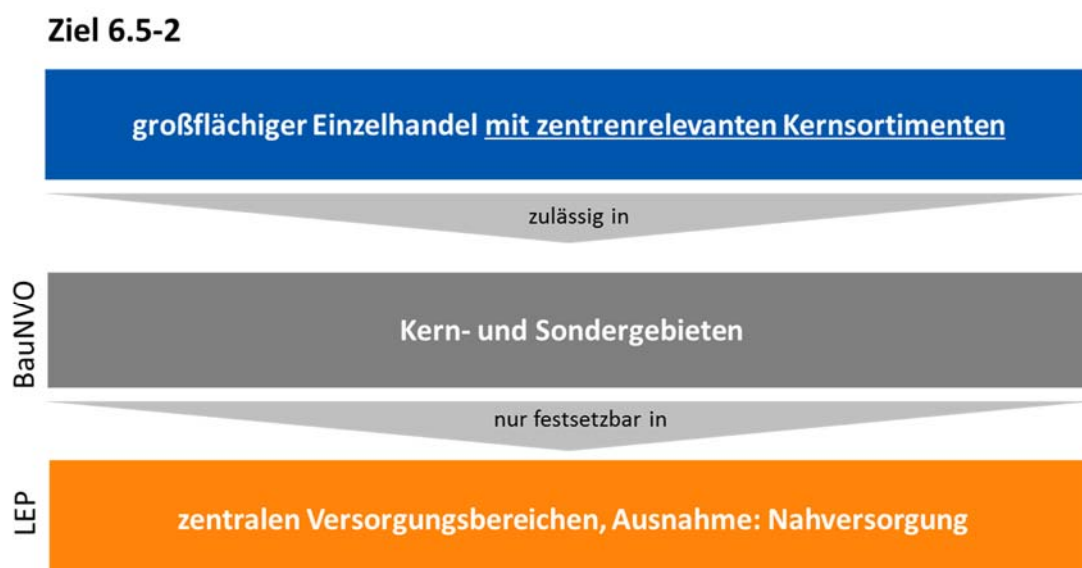 Ziel 6.5-2
großflächiger Einzelhandel mit zentrenrelevanten Kernsortimenten
zulässig in
BauNVO
Kern- und Sondergebieten
nur festsetzbar in
LEP
zentralen Versorgungsbereichen, Ausnahme: Nahversorgung